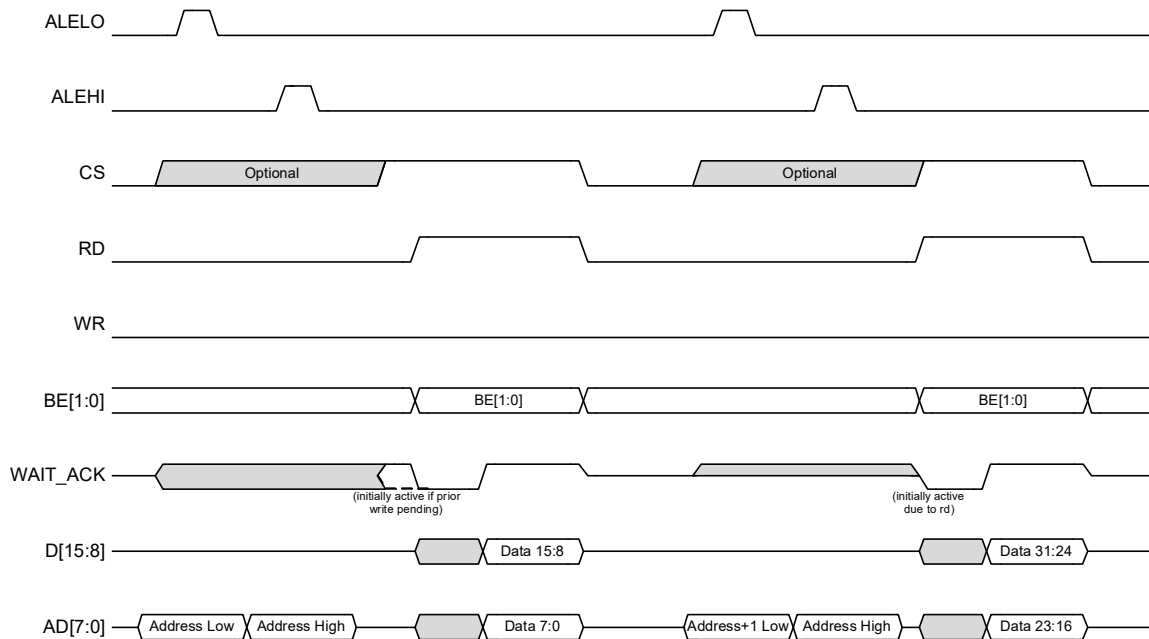 ALELO
ALEHI
CS
Optional
Optional
RD
WR
BE[1:0]
BE[1:0]
BE[1:0]
WAIT_ACK
(initially active if prior
write pending)
(initially active
due to rd)
D[15:8]
Data 15:8
Data 31:24
AD[7:0]
Address Low
Address High
Data 7:0
Address+1 Low
Address High
Data 23:16